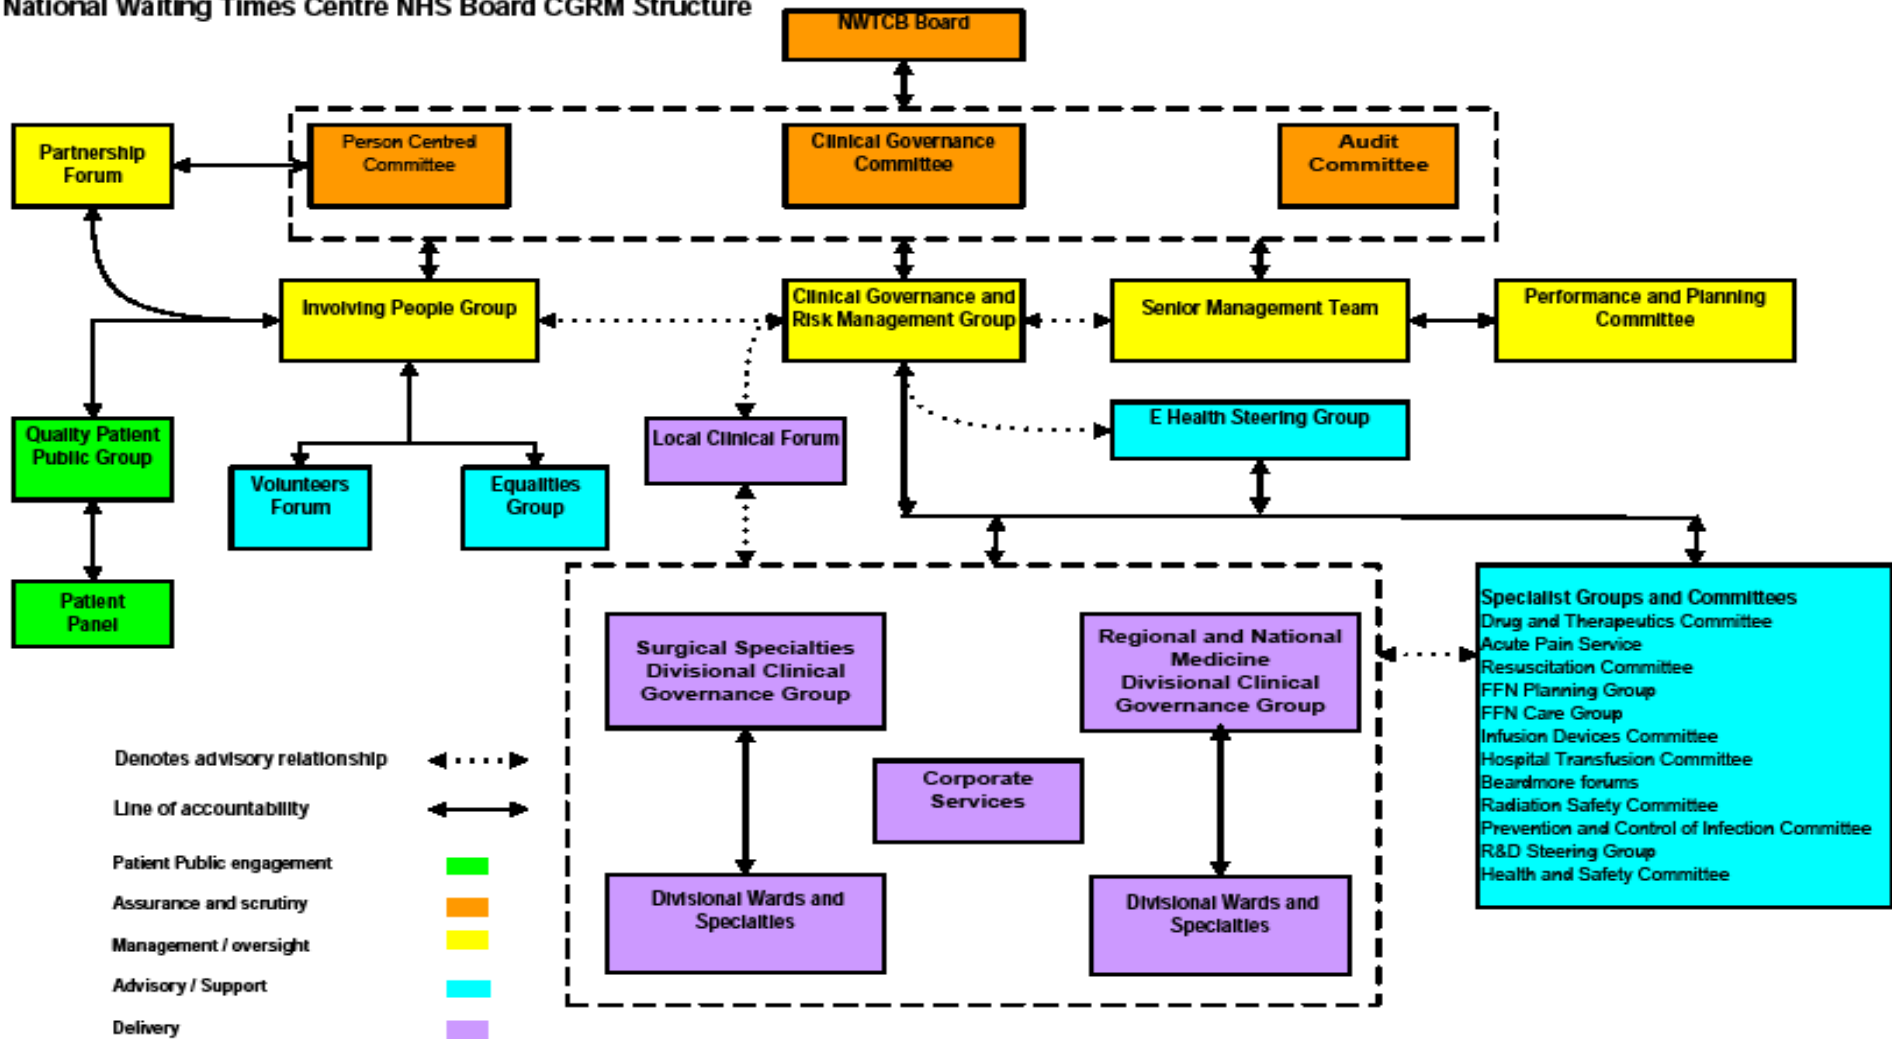 National Waiting Times Centre NHS Board CGRM Structure
NWTCB Board
Partnership
Forum
Person Centred
Committee
Clinical Governance
Committee
Audit
Committee
Involving People Group
Clinical Governance and
Risk Management Group
Senior Management Team
Performance and Planning
Committee
Quality Patient
Public Group
Volunteers
Forum
Equalities
Group
Local Clinical Forum
E Health Steering Group
Patient
Panel
Surgical Specialties
Divisional Clinical
Governance Group
Regional and National
Medicine
Divisional Clinical
Governance Group
Corporate
Services
Divisional Wards and
Specialties
Divisional Wards and
Specialties
Specialist Groups and Committees
Drug and Therapeutics Committee
Acute Pain Service
Resuscitation Committee
FFN Planning Group
FFN Care Group
Infusion Devices Committee
Hospital Transfusion Committee
Beardmore forums
Radiation Safety Committee
Prevention and Control of Infection Committee
R&D Steering Group
Health and Safety Committee
Denotes advisory relationship
Line of accountability
Patient Public engagement
Assurance and scrutiny
Management / oversight
Advisory / Support
Delivery